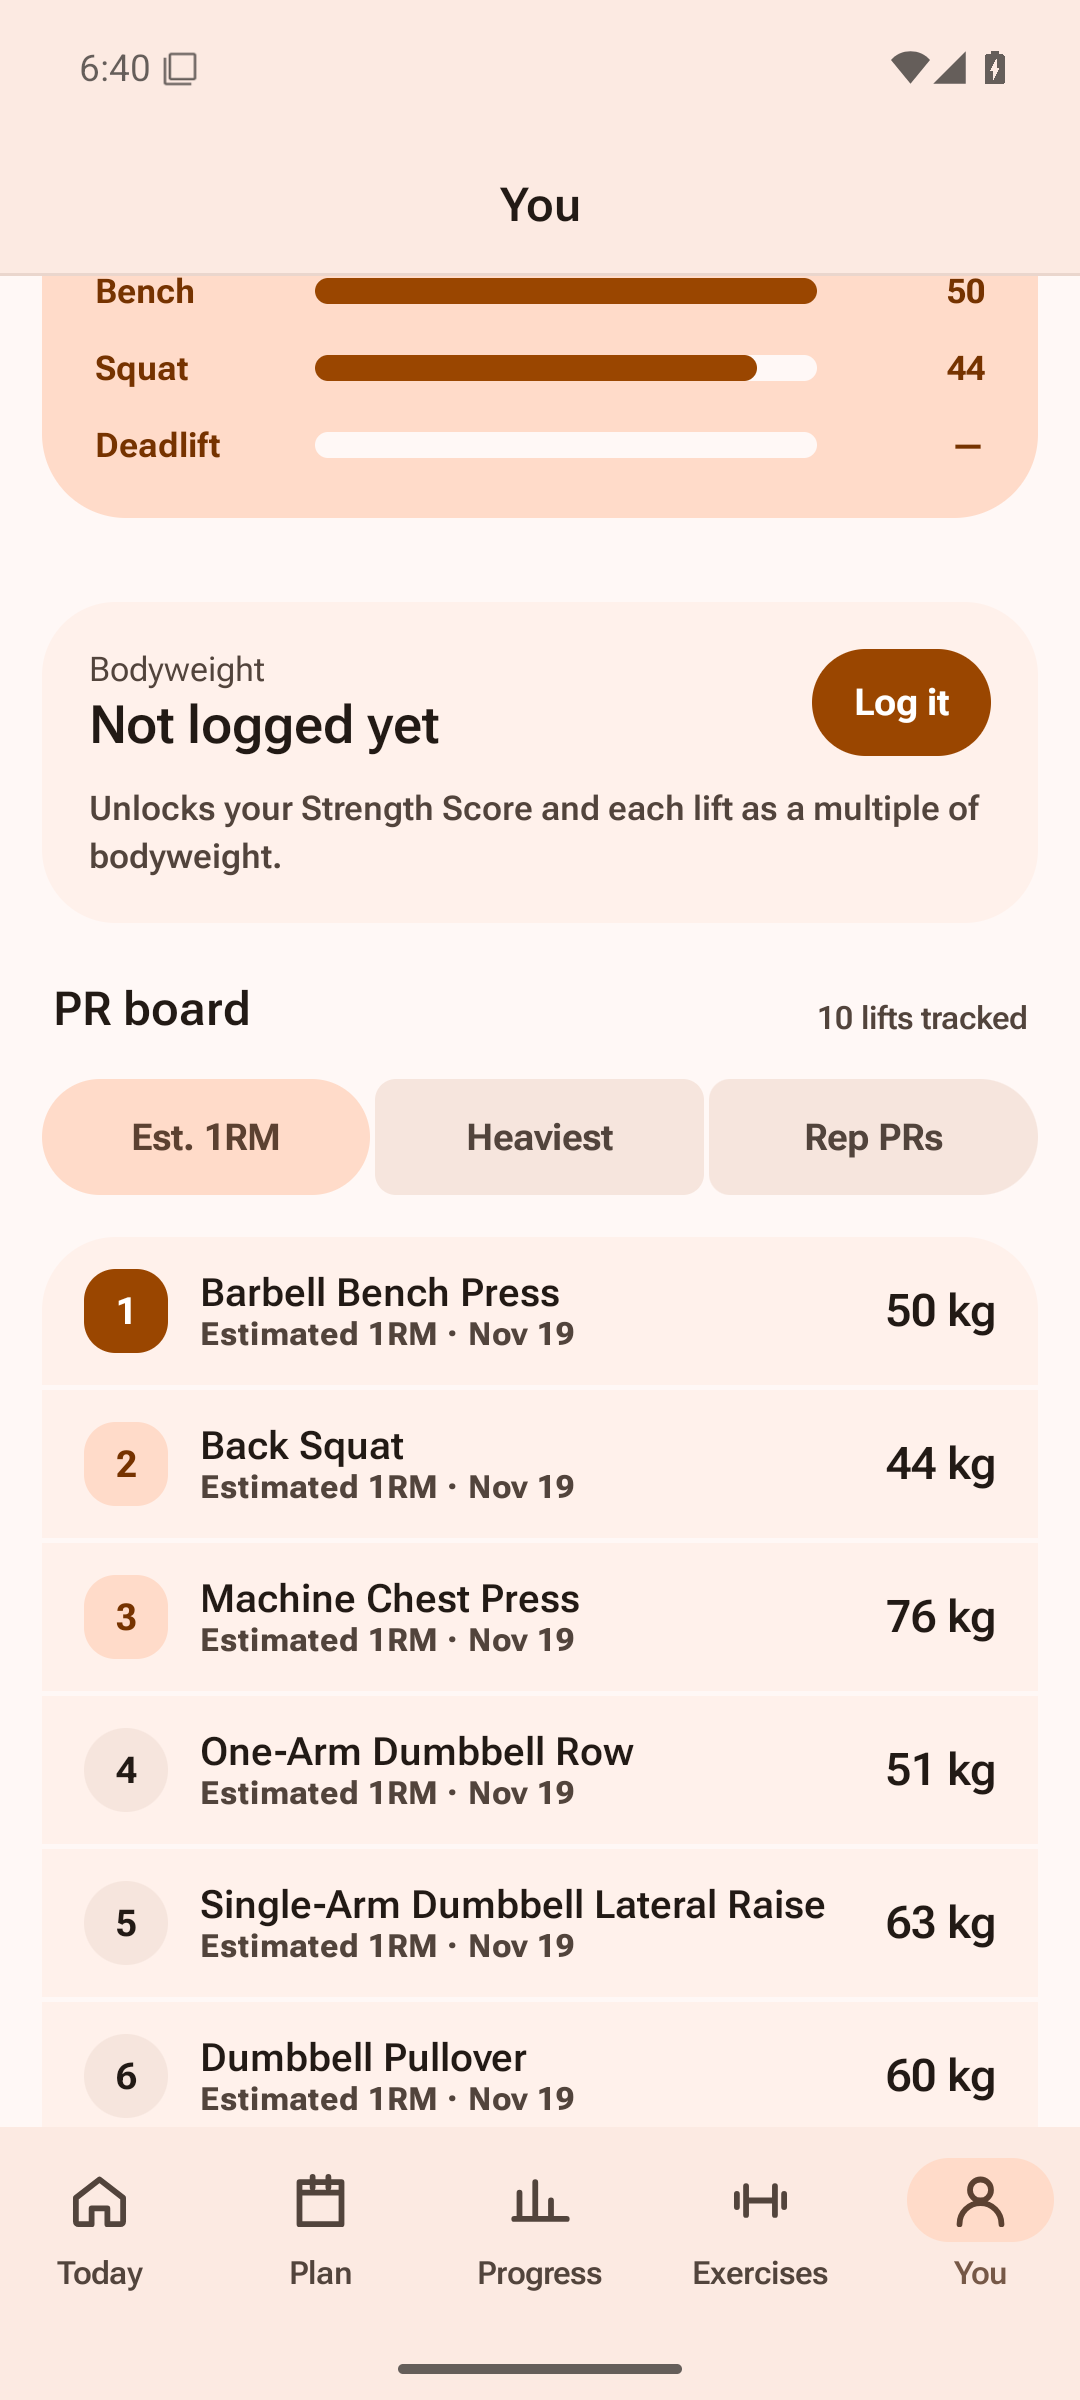 6:40
You
Bench
50
Squat
44
Deadlift
–
Bodyweight
Not logged yet
Log it
Unlocks your Strength Score and each lift as a multiple of
bodyweight.
PR board
10 lifts tracked
Est. 1RM
Heaviest
Rep PRs
1
Barbell Bench Press
Estimated 1RM · Nov 19
50 kg
2
Back Squat
Estimated 1RM · Nov 19
44 kg
3
Machine Chest Press
Estimated 1RM · Nov 19
76 kg
4
One-Arm Dumbbell Row
Estimated 1RM · Nov 19
51 kg
5
Single-Arm Dumbbell Lateral Raise
Estimated 1RM · Nov 19
63 kg
6
Dumbbell Pullover
Estimated 1RM · Nov 19
60 kg
Today
Plan
Progress
Exercises
You